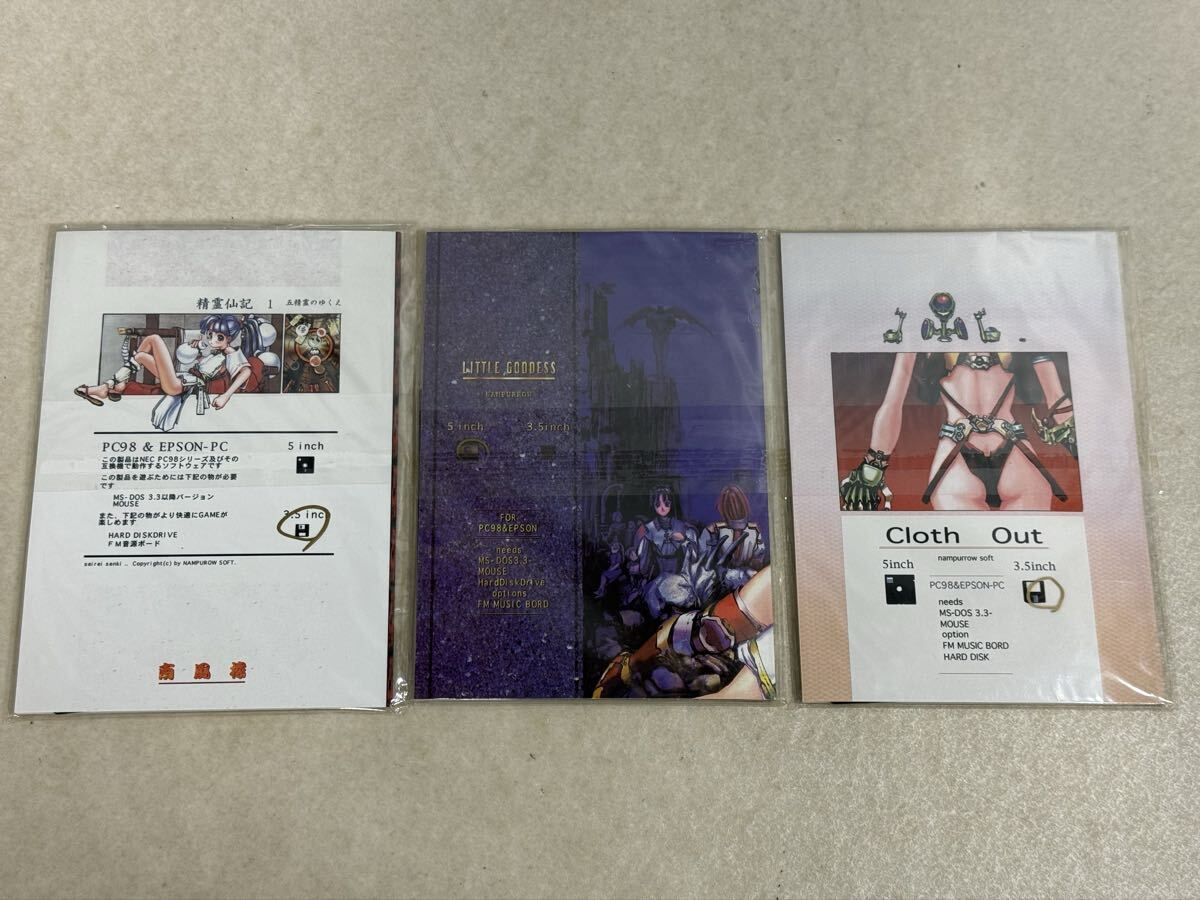 精霊仙記 1 五精霊のゆくえ
PC98 & EPSON-PC 5 inch
この製品はNEC PC98シリーズ及びその
互換機で動作するソフトウェアです
この製品を遊ぶためには下記の物が必要
です
MS-DOS 3.3以降バージョン
MOUSE
また、下記の物がより快適にGAMEが
楽しめます
3.5 inc
HARD DISKDRIVE
FM音源ボード
seirei senki .. Copyright(c) by NAMPUROW SOFT.
南風楼
LITTLE GODDESS
NAMPURROW
5 inch 3.5inch
FOR
PC98&EPSON
needs
MS-DOS3.3-
MOUSE
HardDiskDrive
options
FM MUSIC BORD
Cloth Out
nampurrow soft
5inch 3.5inch
PC98&EPSON-PC
needs
MS-DOS 3.3-
MOUSE
option
FM MUSIC BORD
HARD DISK